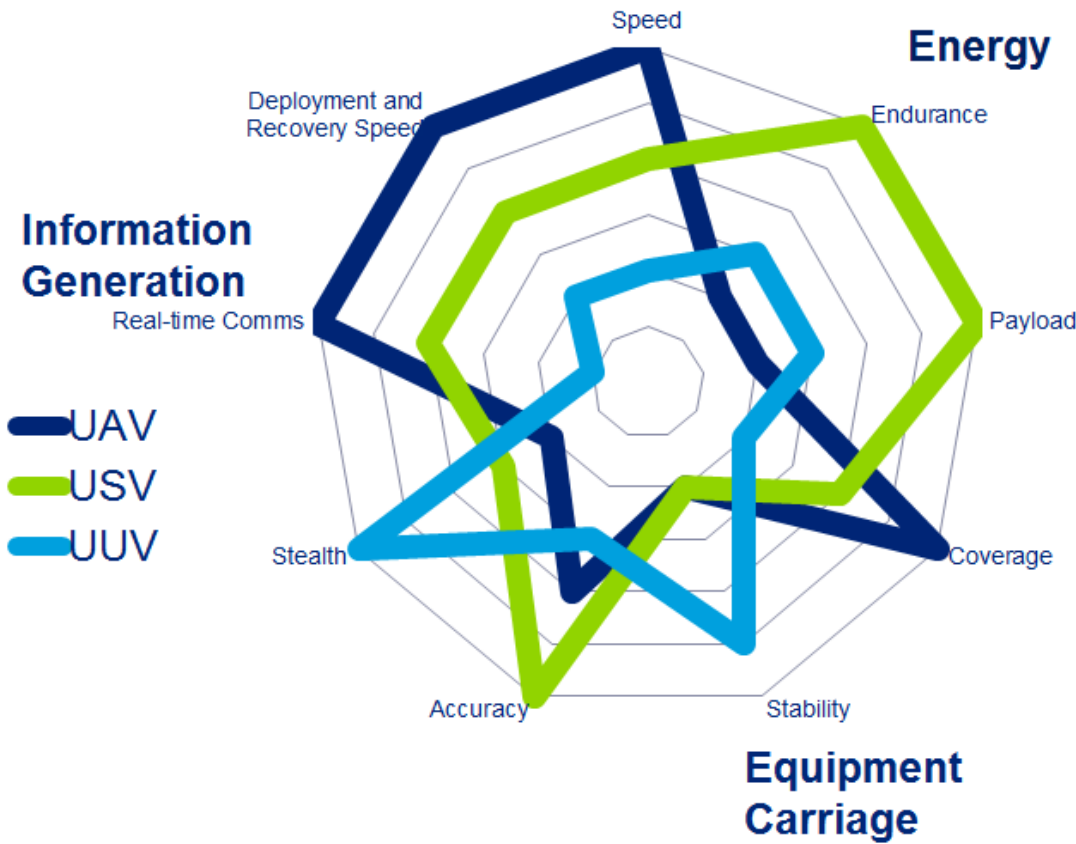 Speed
Energy
Deployment and
Recovery Speed
Endurance
Information
Generation
Real-time Comms
Payload
UAV
USV
UUV
Stealth
Coverage
Accuracy
Stability
Equipment
Carriage